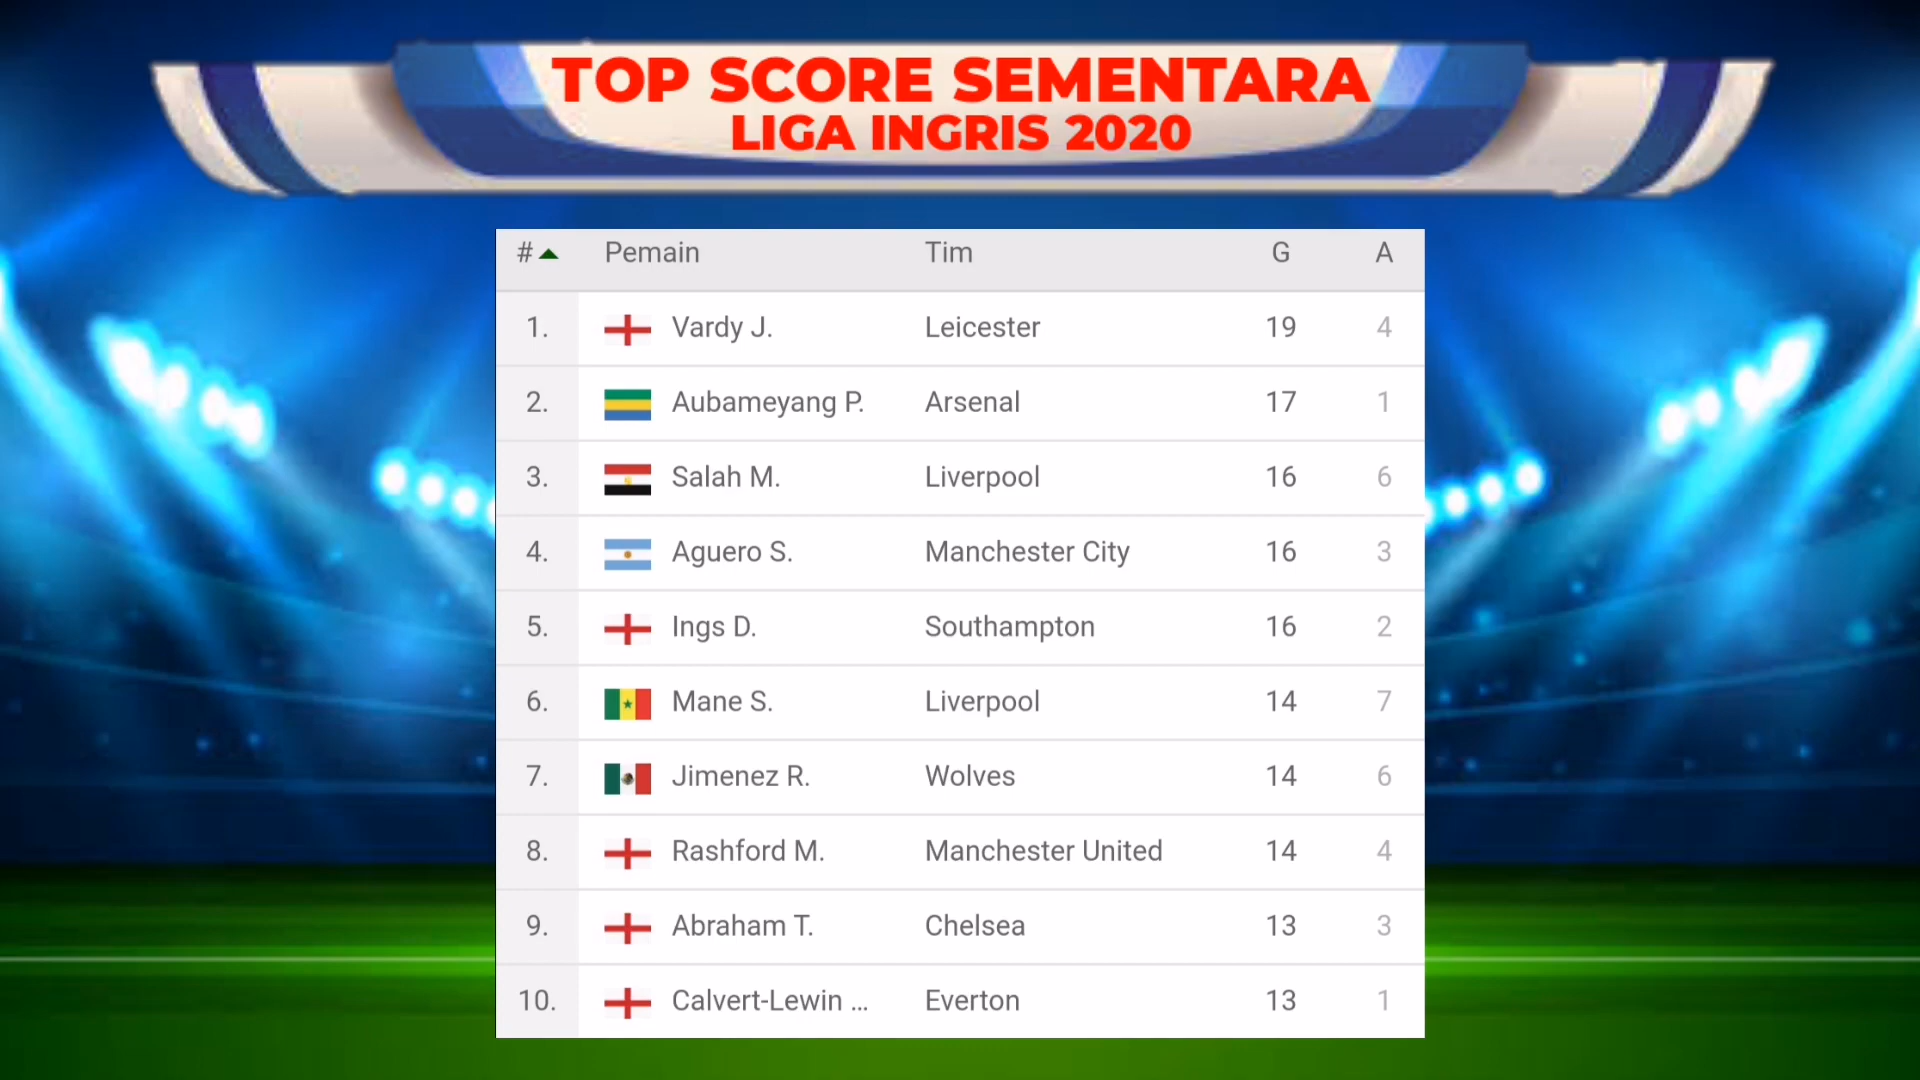 TOP SCORE SEMENTARA
LIGA INGRIS 2020
# Pemain Tim G A
1. Vardy J. Leicester 19 4
2. Aubameyang P. Arsenal 17 1
3. Salah M. Liverpool 16 6
4. Aguero S. Manchester City 16 3
5. Ings D. Southampton 16 2
6. Mane S. Liverpool 14 7
7. Jimenez R. Wolves 14 6
8. Rashford M. Manchester United 14 4
9. Abraham T. Chelsea 13 3
10. Calvert-Lewin ... Everton 13 1